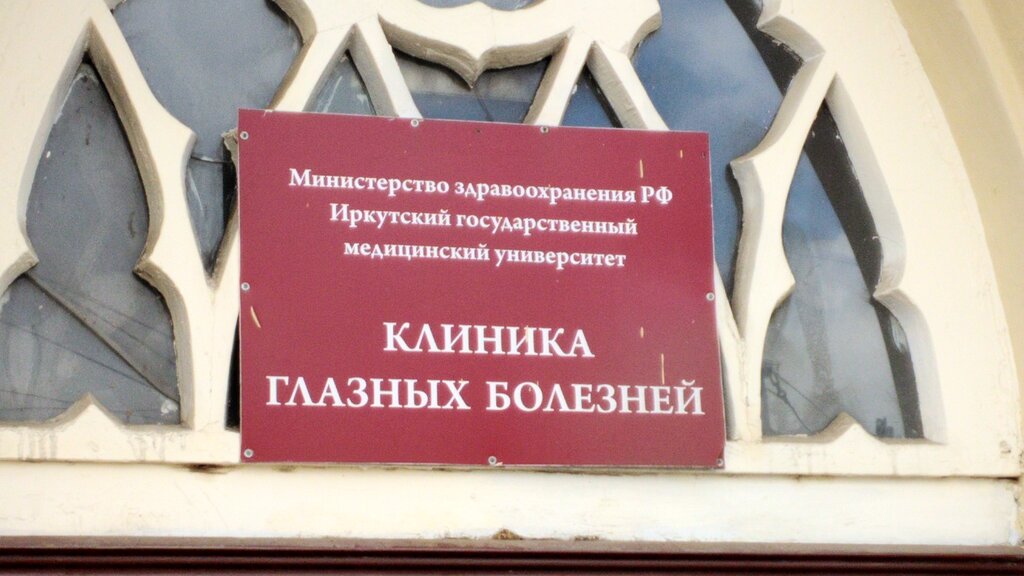 Министерство здравоохранения РФ
Иркутский государственный
медицинский университет
КЛИНИКА
ГЛАЗНЫХ БОЛЕЗНЕЙ